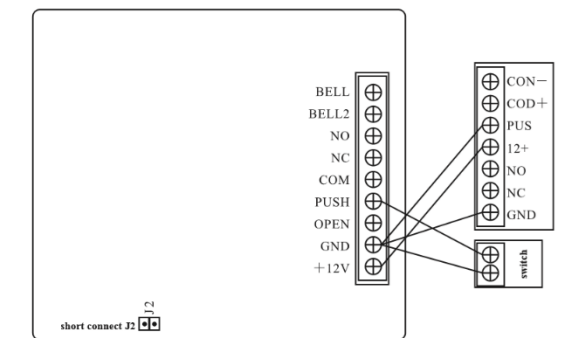 BELL
BELL2
NO
NC
COM
PUSH
OPEN
GND
+12V
CON−
COD+
PUS
12+
NO
NC
GND
switch
J2
short connect J2